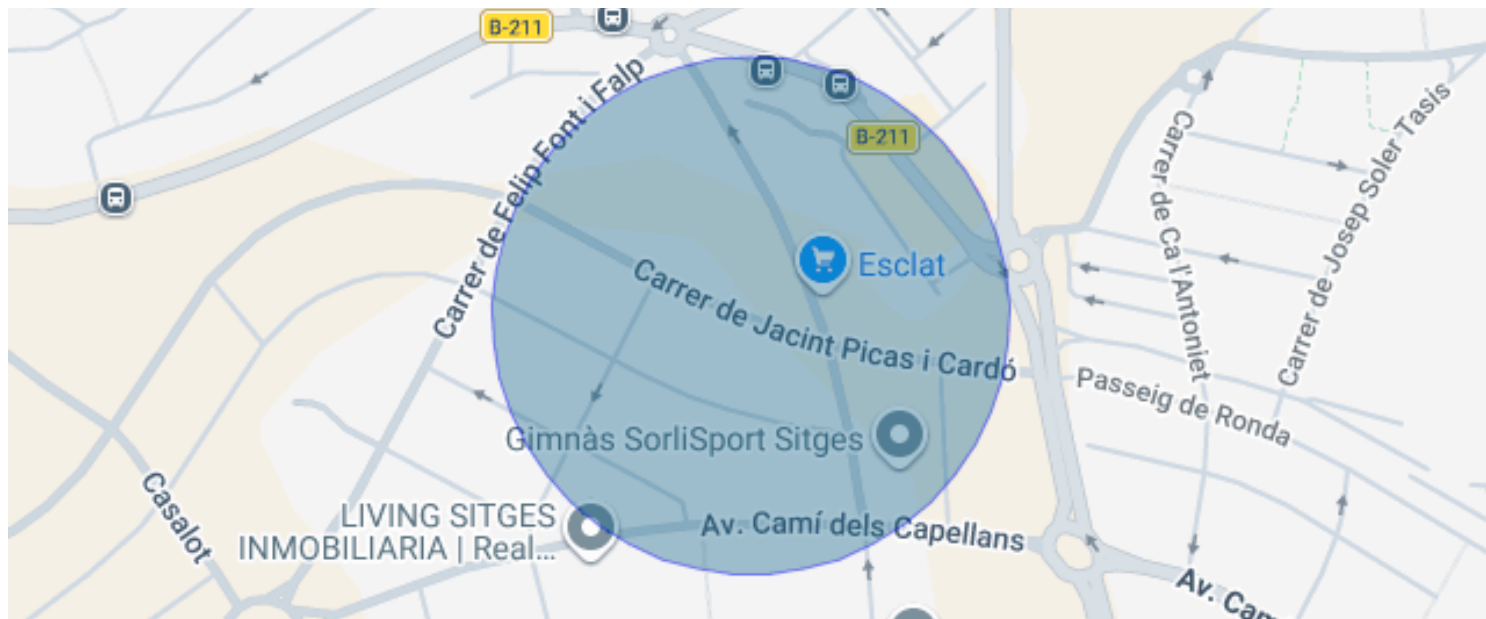 B-211
Carrer de Felip Font i Falp
B-211
Esclat
Carrer de Jacint Picas i Cardó
Carrer de Ca l'Antoniet
Carrer de Josep Soler Tasis
Passeig de Ronda
Gimnàs SorliSport Sitges
Casalot
LIVING SITGES
INMOBILIARIA | Real...
Av. Camí dels Capellans
Av. Cam